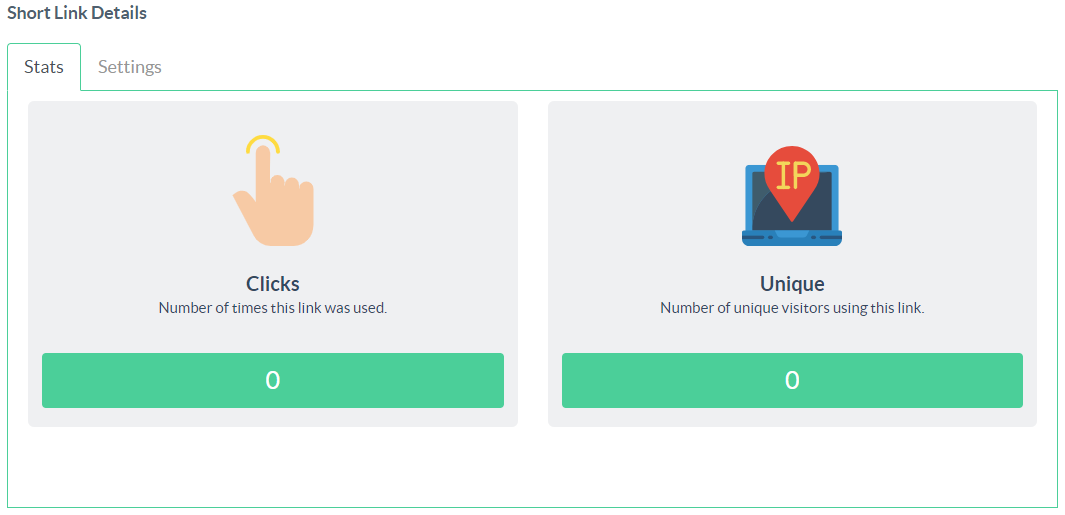 Short Link Details
Stats
Settings
IP
Clicks
Number of times this link was used.
0
Unique
Number of unique visitors using this link.
0